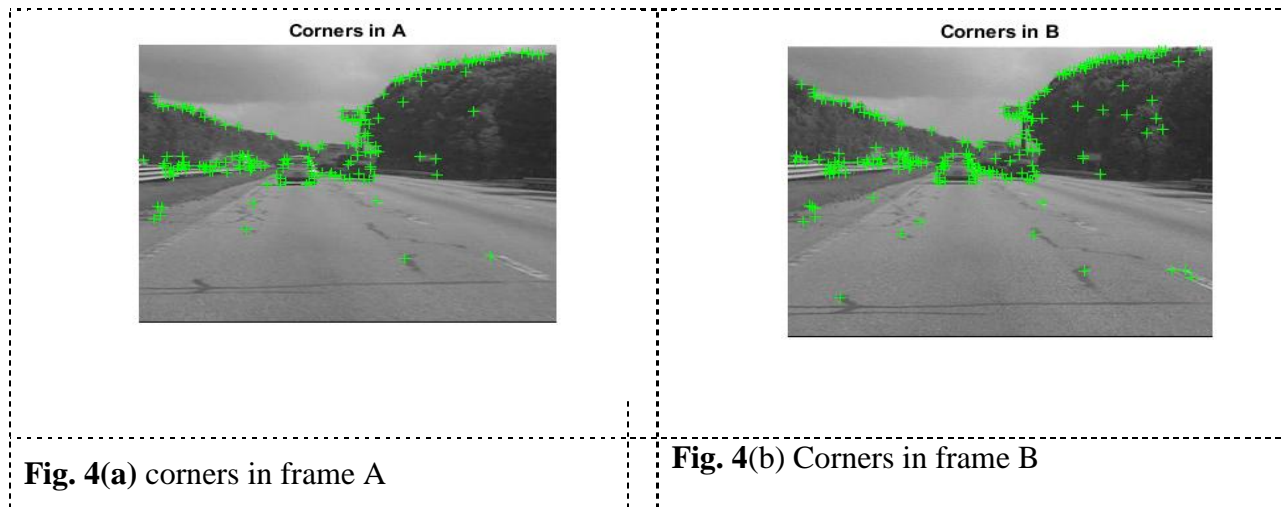 Corners in A
Corners in B
Fig. 4(a) corners in frame A
Fig. 4(b) Corners in frame B